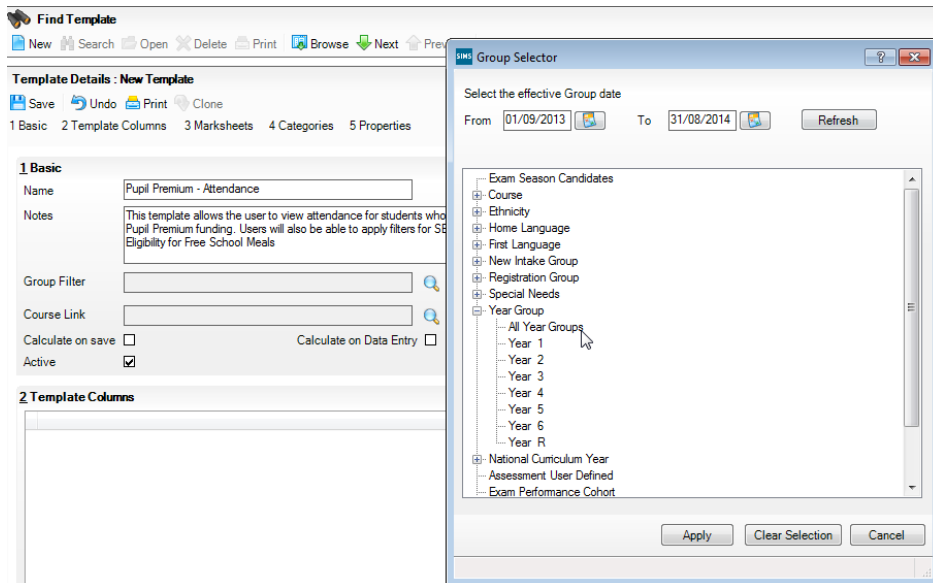 Find Template
New Search Open Delete Print Browse Next Prev
Template Details : New Template
Save Undo Print Clone
1 Basic 2 Template Columns 3 Marksheets 4 Categories 5 Properties
1 Basic
Name Pupil Premium - Attendance
Notes This template allows the user to view attendance for students who
Pupil Premium funding. Users will also be able to apply filters for SE
Eligibility for Free School Meals
Group Filter
Course Link
Calculate on save Calculate on Data Entry
Active
2 Template Columns
SIMS Group Selector
Select the effective Group date
From 01/09/2013 To 31/08/2014 Refresh
Exam Season Candidates
Course
Ethnicity
Home Language
First Language
New Intake Group
Registration Group
Special Needs
Year Group
All Year Groups
Year 1
Year 2
Year 3
Year 4
Year 5
Year 6
Year R
National Curriculum Year
Assessment User Defined
Exam Performance Cohort
Apply Clear Selection Cancel